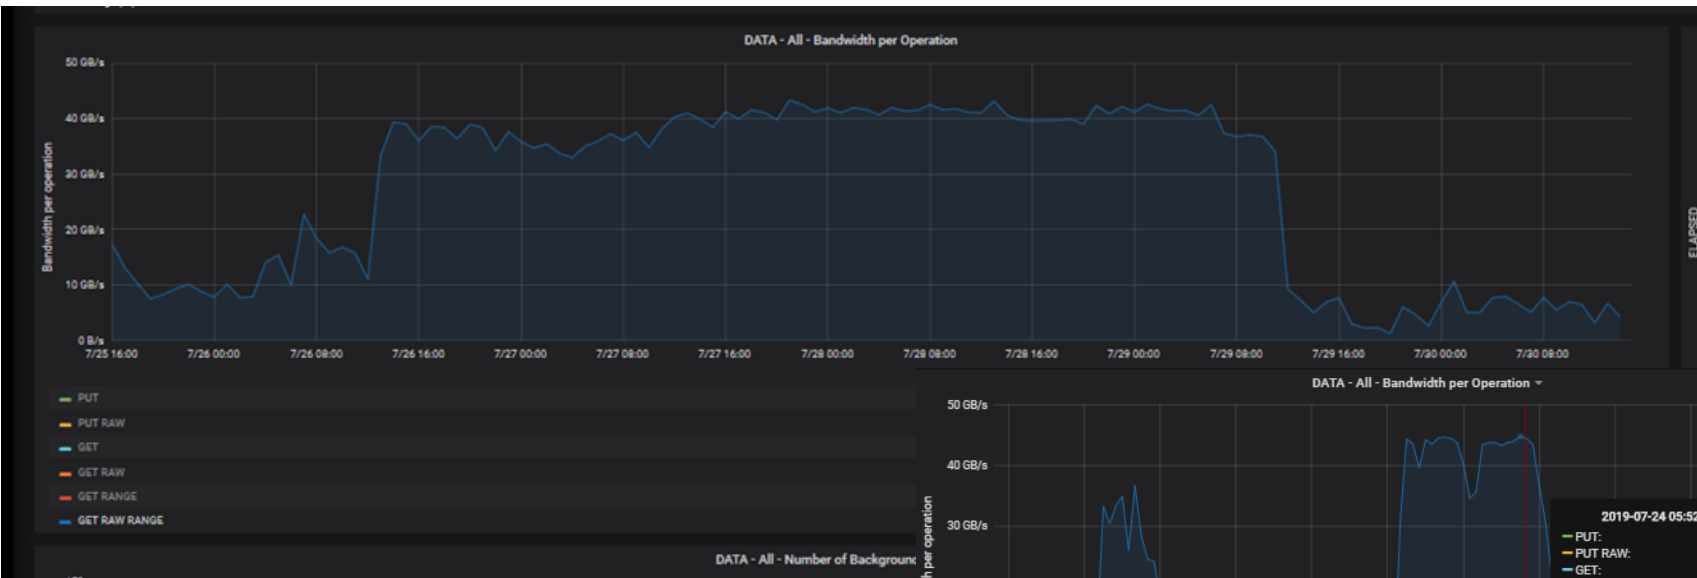 DATA - All - Bandwidth per Operation
50 GB/s
40 GB/s
30 GB/s
20 GB/s
10 GB/s
0 B/s
Bandwidth per operation
7/25 16:00 7/26 00:00 7/26 08:00 7/26 16:00 7/27 00:00 7/27 08:00 7/27 16:00 7/28 00:00 7/28 08:00 7/28 16:00 7/29 00:00 7/29 08:00 7/29 16:00 7/30 00:00 7/30 08:00
ELAPSED
PUT
PUT RAW
GET
GET RAW
GET RANGE
GET RAW RANGE
DATA - All - Number of Background
DATA - All - Bandwidth per Operation
50 GB/s
40 GB/s
30 GB/s
h per operation
2019-07-24 05:52
PUT:
PUT RAW:
GET: